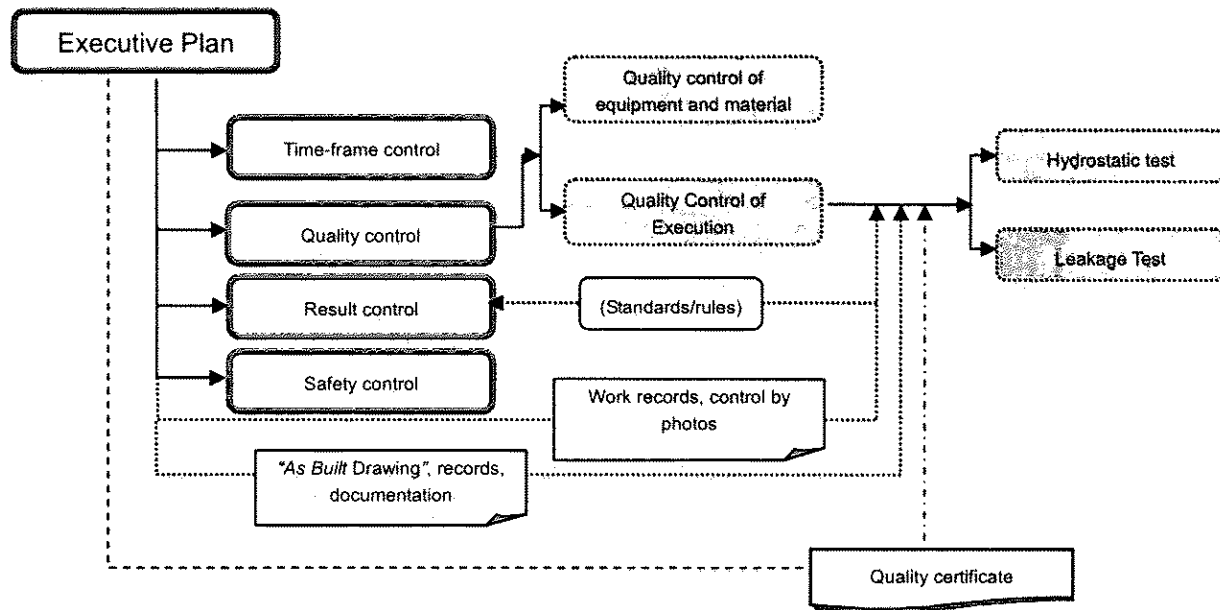 Executive Plan
Quality control of
equipment and material
Time-frame control
Hydrostatic test
Quality Control of
Execution
Quality control
Leakage Test
Result control
(Standards/rules)
Safety control
Work records, control by
photos
"As Built Drawing", records,
documentation
Quality certificate